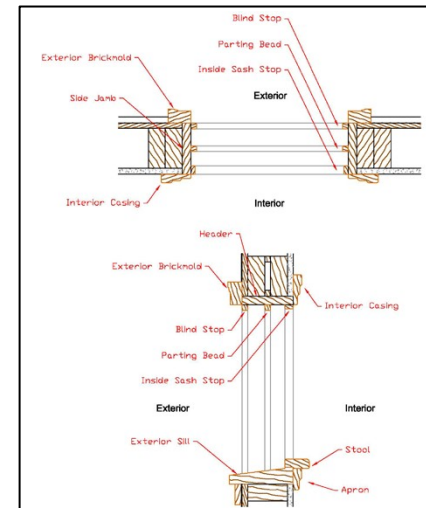 Blind Stop
Parting Bead
Exterior Brickmold
Inside Sash Stop
Side Jamb
Exterior
Interior Casing
Interior
Header
Exterior Brickmold
Interior Casing
Blind Stop
Parting Bead
Inside Sash Stop
Exterior
Interior
Exterior Sill
Stool
Apron